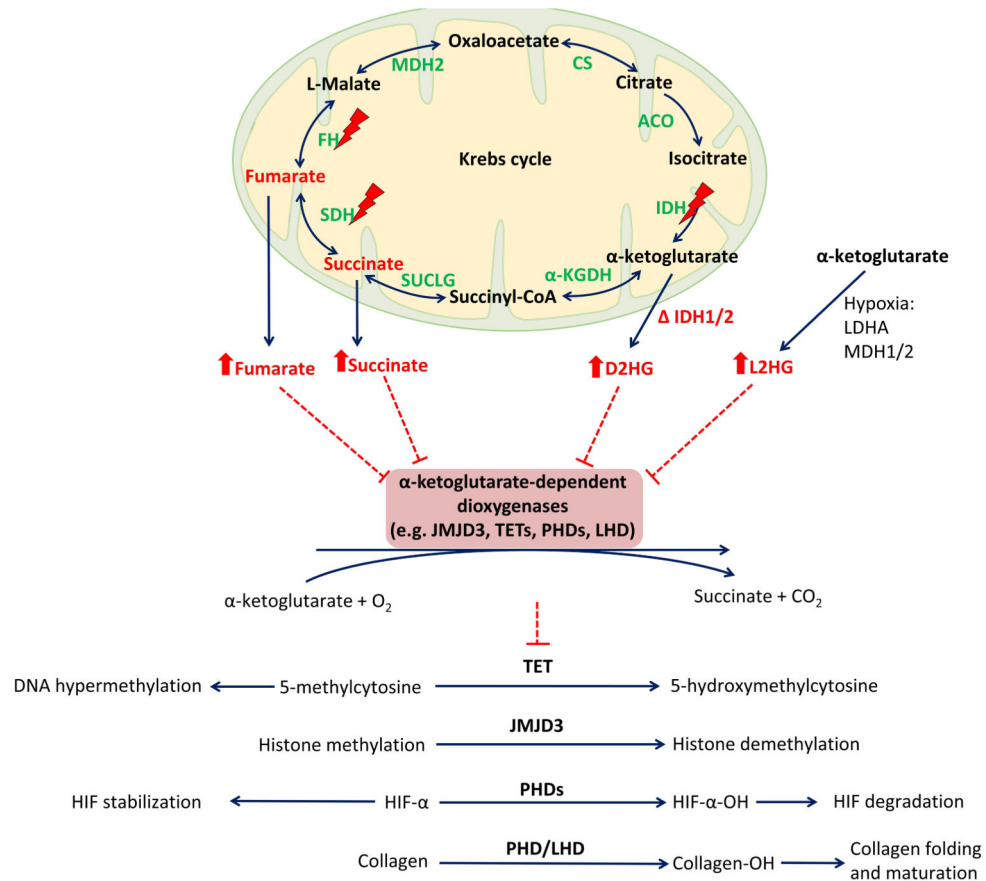 Oxaloacetate
MDH2
CS
L-Malate
Citrate
ACO
FH
Krebs cycle
Isocitrate
Fumarate
SDH
IDH
Succinate
α-ketoglutarate
α-ketoglutarate
SUCLG
α-KGDH
Succinyl-CoA
Δ IDH1/2
Hypoxia:
LDHA
MDH1/2
Fumarate
Succinate
D2HG
L2HG
α-ketoglutarate-dependent
dioxygenases
(e.g. JMJD3, TETs, PHDs, LHD)
α-ketoglutarate + O₂
Succinate + CO₂
TET
DNA hypermethylation
5-methylcytosine
5-hydroxymethylcytosine
JMJD3
Histone methylation
Histone demethylation
PHDs
HIF stabilization
HIF-α
HIF-α-OH
HIF degradation
PHD/LHD
Collagen
Collagen-OH
Collagen folding
and maturation